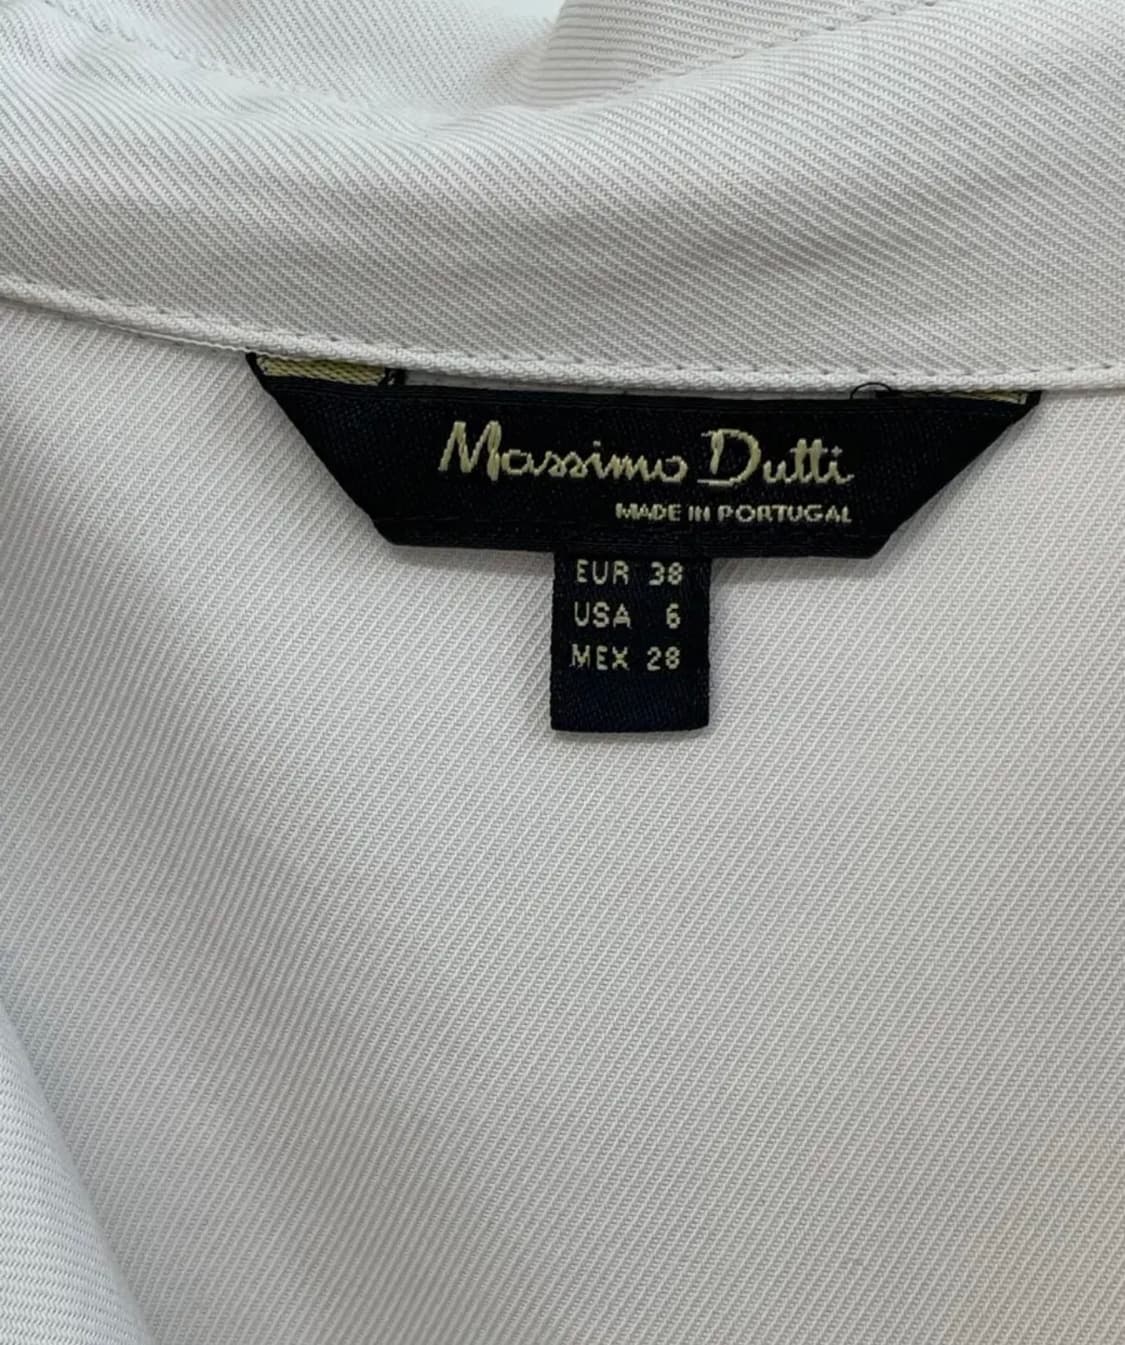 Massimo Dutti
MADE IN PORTUGAL
EUR 38
USA 6
MEX 28